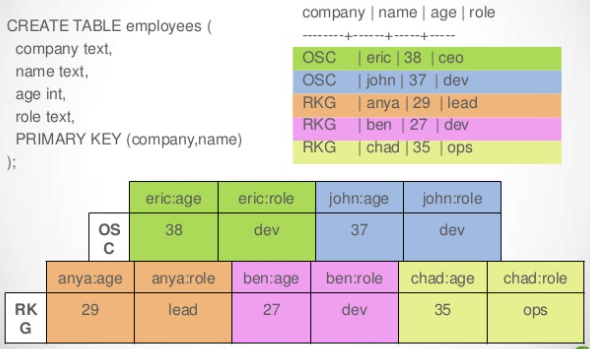 CREATE TABLE employees (
company text,
name text,
age int,
role text,
PRIMARY KEY (company,name)
);
company | name | age | role
--------+------+-----+-----
OSC | eric | 38 | ceo
OSC | john | 37 | dev
RKG | anya | 29 | lead
RKG | ben | 27 | dev
RKG | chad | 35 | ops
eric:age eric:role john:age john:role
OS
C
38 dev 37 dev
anya:age anya:role ben:age ben:role chad:age chad:role
RK
G
29 lead 27 dev 35 ops